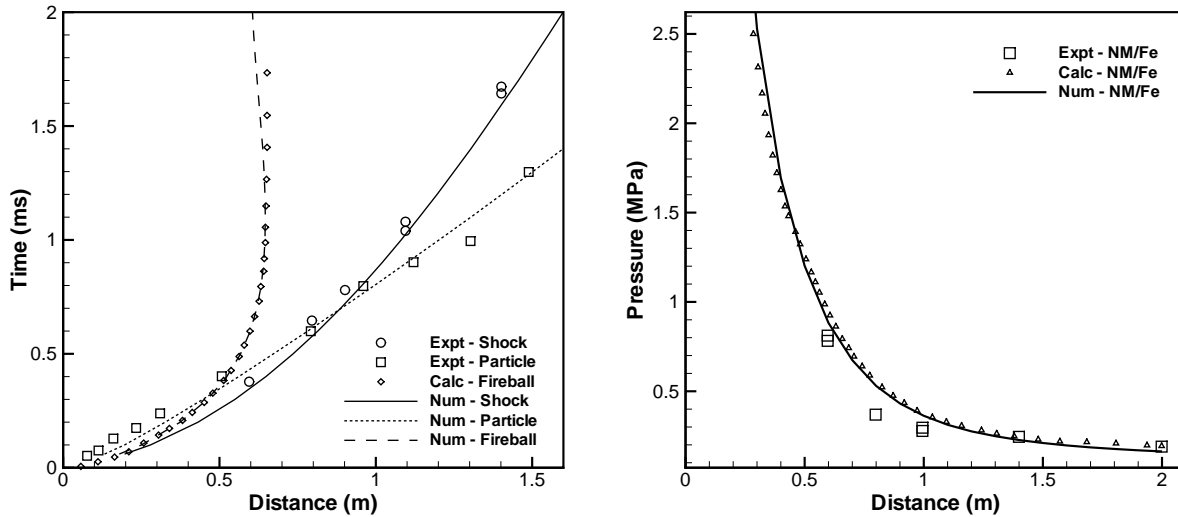 2
1.5
1
0.5
0
0
0.5
1
1.5
Time (ms)
Distance (m)
Expt - Shock
Expt - Particle
Calc - Fireball
Num - Shock
Num - Particle
Num - Fireball
2.5
2
1.5
1
0.5
0
0.5
1
1.5
2
Pressure (MPa)
Distance (m)
Expt - NM/Fe
Calc - NM/Fe
Num - NM/Fe